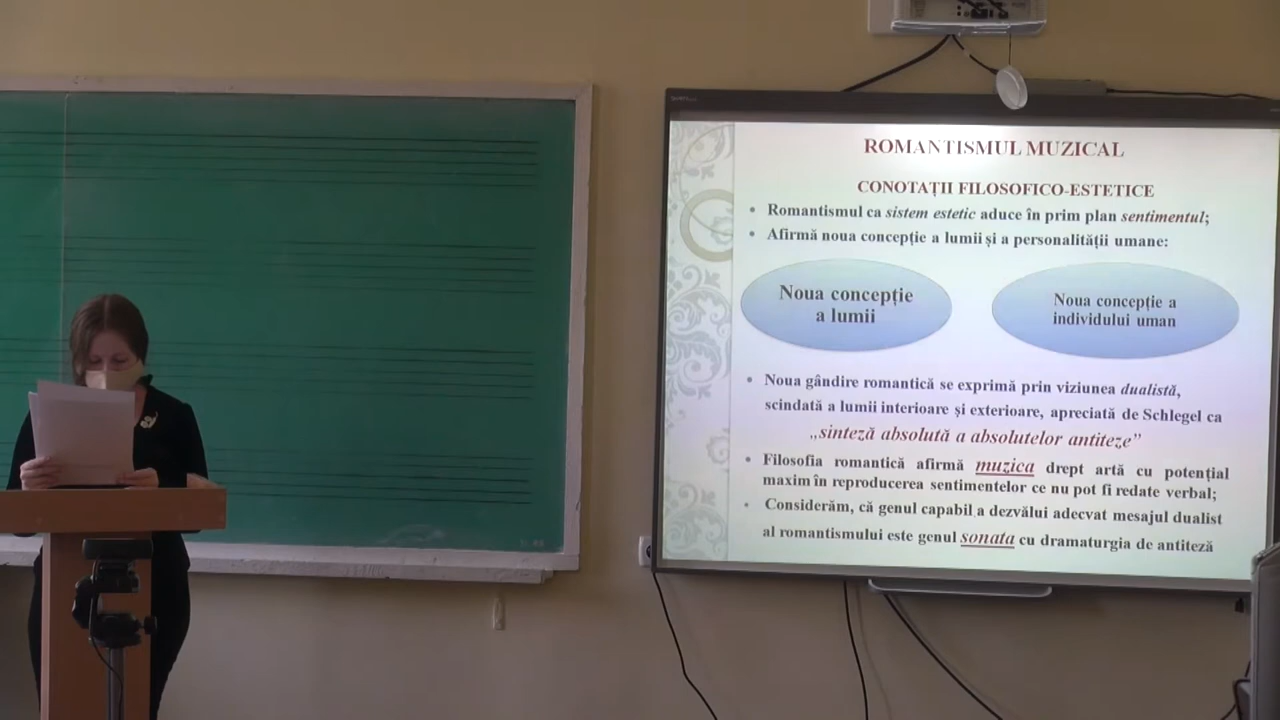 ROMANTISMUL MUZICAL
CONOTAȚII FILOSOFICO-ESTETICE
• Romantismul ca sistem estetic aduce în prim plan sentimentul;
• Afirmă noua concepție a lumii și a personalității umane:
Noua concepție
a lumii
Noua concepție a
individului uman
• Noua gândire romantică se exprimă prin viziunea dualistă,
scindată a lumii interioare și exterioare, apreciată de Schlegel ca
„sinteză absolută a absolutelor antiteze”
• Filosofia romantică afirmă muzica drept artă cu potențial
maxim în reproducerea sentimentelor ce nu pot fi redate verbal;
• Considerăm, că genul capabil a dezvălui adecvat mesajul dualist
al romantismului este genul sonata cu dramaturgia de antiteză